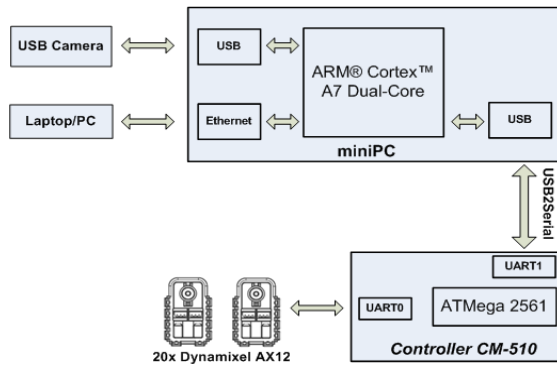 USB Camera
USB
ARM® Cortex™
A7 Dual-Core
Laptop/PC
Ethernet
USB
miniPC
USB2Serial
UART1
UART0
ATMega 2561
20x Dynamixel AX12
Controller CM-510